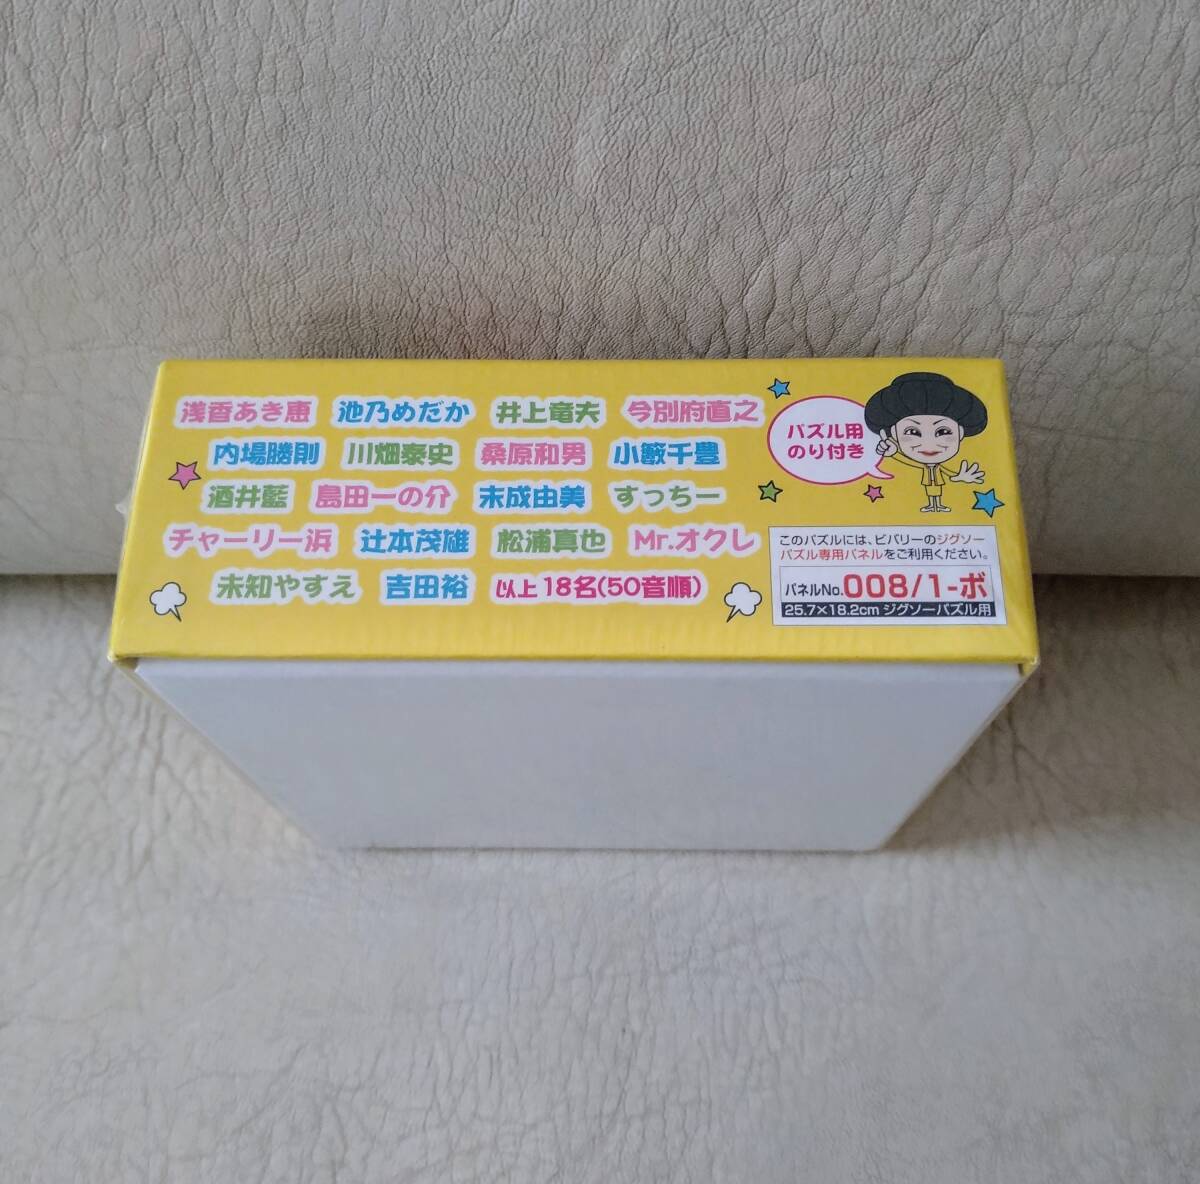 浅香あき恵 池乃めだか 井上竜夫 今別府直之
内場勝則 川畑泰史 桑原和男 小籔千豊
酒井藍 島田一の介 末成由美 すっちー
チャーリー浜 辻本茂雄 松浦真也 Mr.オクレ
未知やすえ 吉田裕 以上18名(50音順)
パズル用
のり付き
このパズルには、ビバリーのジグソー
パズル専用パネルをご利用ください。
パネルNo.008/1-ボ
25.7×18.2cm ジグソーパズル用